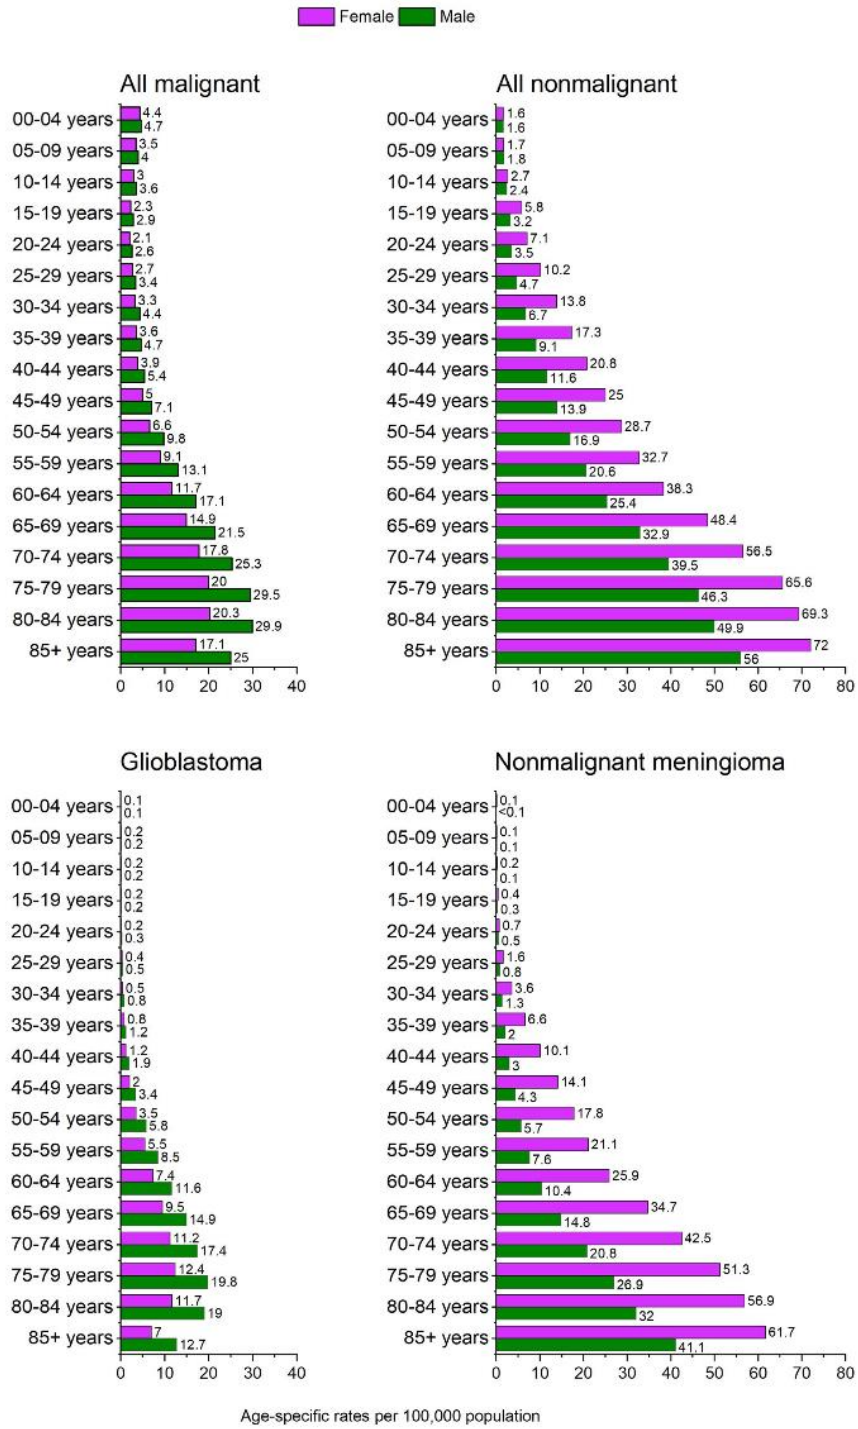 Female Male
All malignant
00-04 years 4.4
4.7
05-09 years 3.5
4
10-14 years 3
3.6
15-19 years 2.3
2.9
20-24 years 2.1
2.6
25-29 years 2.7
3.4
30-34 years 3.3
4.4
35-39 years 3.6
4.7
40-44 years 3.9
5.4
45-49 years 5
7.1
50-54 years 6.6
9.8
55-59 years 9.1
13.1
60-64 years 11.7
17.1
65-69 years 14.9
21.5
70-74 years 17.8
25.3
75-79 years 20
29.5
80-84 years 20.3
29.9
85+ years 17.1
25
0 10 20 30 40
All nonmalignant
00-04 years 1.6
1.6
05-09 years 1.7
1.8
10-14 years 2.7
2.4
15-19 years 5.8
3.2
20-24 years 7.1
3.5
25-29 years 10.2
4.7
30-34 years 13.8
6.7
35-39 years 17.3
9.1
40-44 years 20.8
11.6
45-49 years 25
13.9
50-54 years 28.7
16.9
55-59 years 32.7
20.6
60-64 years 38.3
25.4
65-69 years 48.4
32.9
70-74 years 56.5
39.5
75-79 years 65.6
46.3
80-84 years 69.3
49.9
85+ years 72
56
0 10 20 30 40 50 60 70 80
Glioblastoma
00-04 years 0.1
0.1
05-09 years 0.2
0.2
10-14 years 0.2
0.2
15-19 years 0.2
0.2
20-24 years 0.2
0.3
25-29 years 0.4
0.5
30-34 years 0.5
0.8
35-39 years 0.8
1.2
40-44 years 1.2
1.9
45-49 years 2
3.4
50-54 years 3.5
5.8
55-59 years 5.5
8.5
60-64 years 7.4
11.6
65-69 years 9.5
14.9
70-74 years 11.2
17.4
75-79 years 12.4
19.8
80-84 years 11.7
19
85+ years 7
12.7
0 10 20 30 40
Nonmalignant meningioma
00-04 years 0.1
<0.1
05-09 years 0.1
0.1
10-14 years 0.2
0.1
15-19 years 0.4
0.3
20-24 years 0.7
0.5
25-29 years 1.6
0.8
30-34 years 3.6
1.3
35-39 years 6.6
2
40-44 years 10.1
3
45-49 years 14.1
4.3
50-54 years 17.8
5.7
55-59 years 21.1
7.6
60-64 years 25.9
10.4
65-69 years 34.7
14.8
70-74 years 42.5
20.8
75-79 years 51.3
26.9
80-84 years 56.9
32
85+ years 61.7
41.1
0 10 20 30 40 50 60 70 80
Age-specific rates per 100,000 population